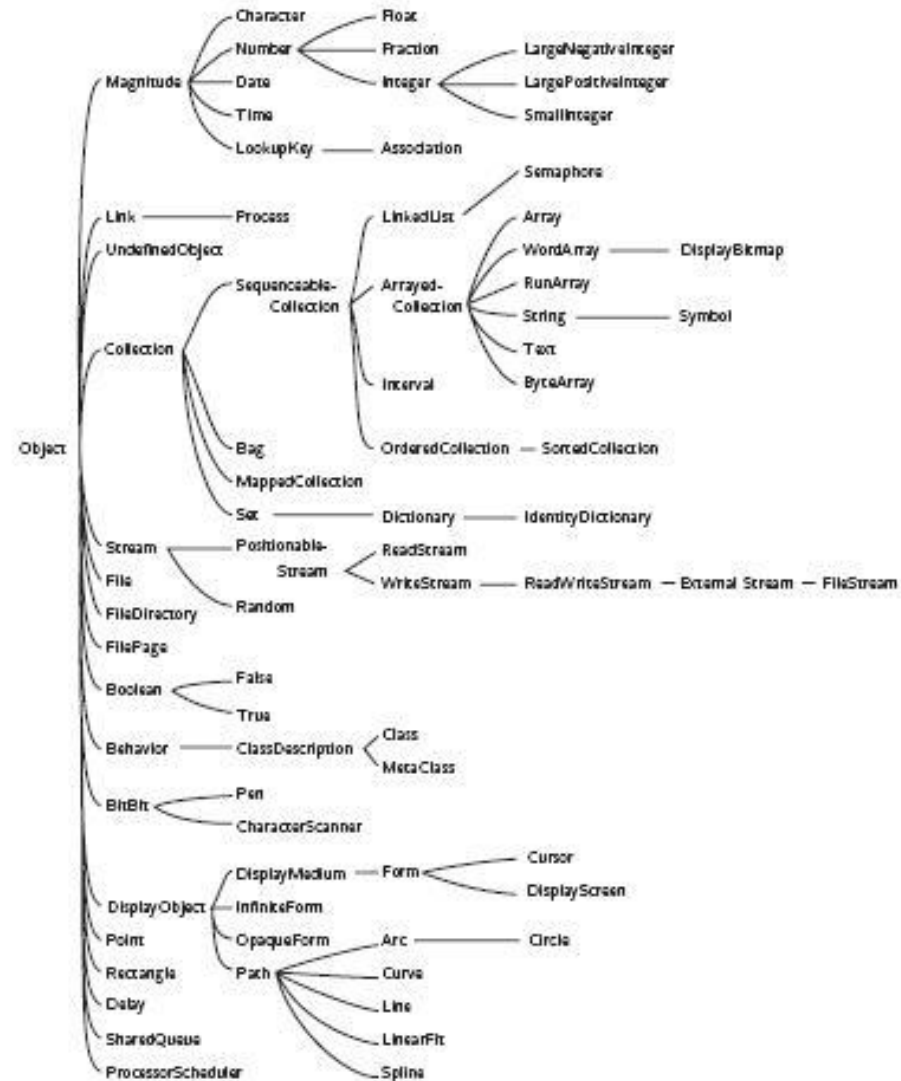 Character Float
Number Fraction LargeNegativeInteger
Magnitude Date Integer LargePositiveInteger
Time SmallInteger
LookupKey Association
Semaphore
Link Process LinkedList Array
UndefinedObject WordArray DisplayBitmap
Sequenceable- Arrayed- RunArray
Collection Collection
String Symbol
Collection Text
Interval ByteArray
Object Bag OrderedCollection SortedCollection
MappedCollection
Set Dictionary IdentityDictionary
Stream Positionable- ReadStream
Stream
File WriteStream ReadWriteStream External Stream FileStream
FileDirectory Random
FilePage
Boolean False
True
Behavior ClassDescription Class
MetaClass
BitBlt Pen
CharacterScanner
DisplayMedium Form Cursor
DisplayObject InfiniteForm DisplayScreen
Point OpaqueForm Arc Circle
Rectangle Path Curve
Delay Line
SharedQueue LinearFit
ProcessorScheduler Spline